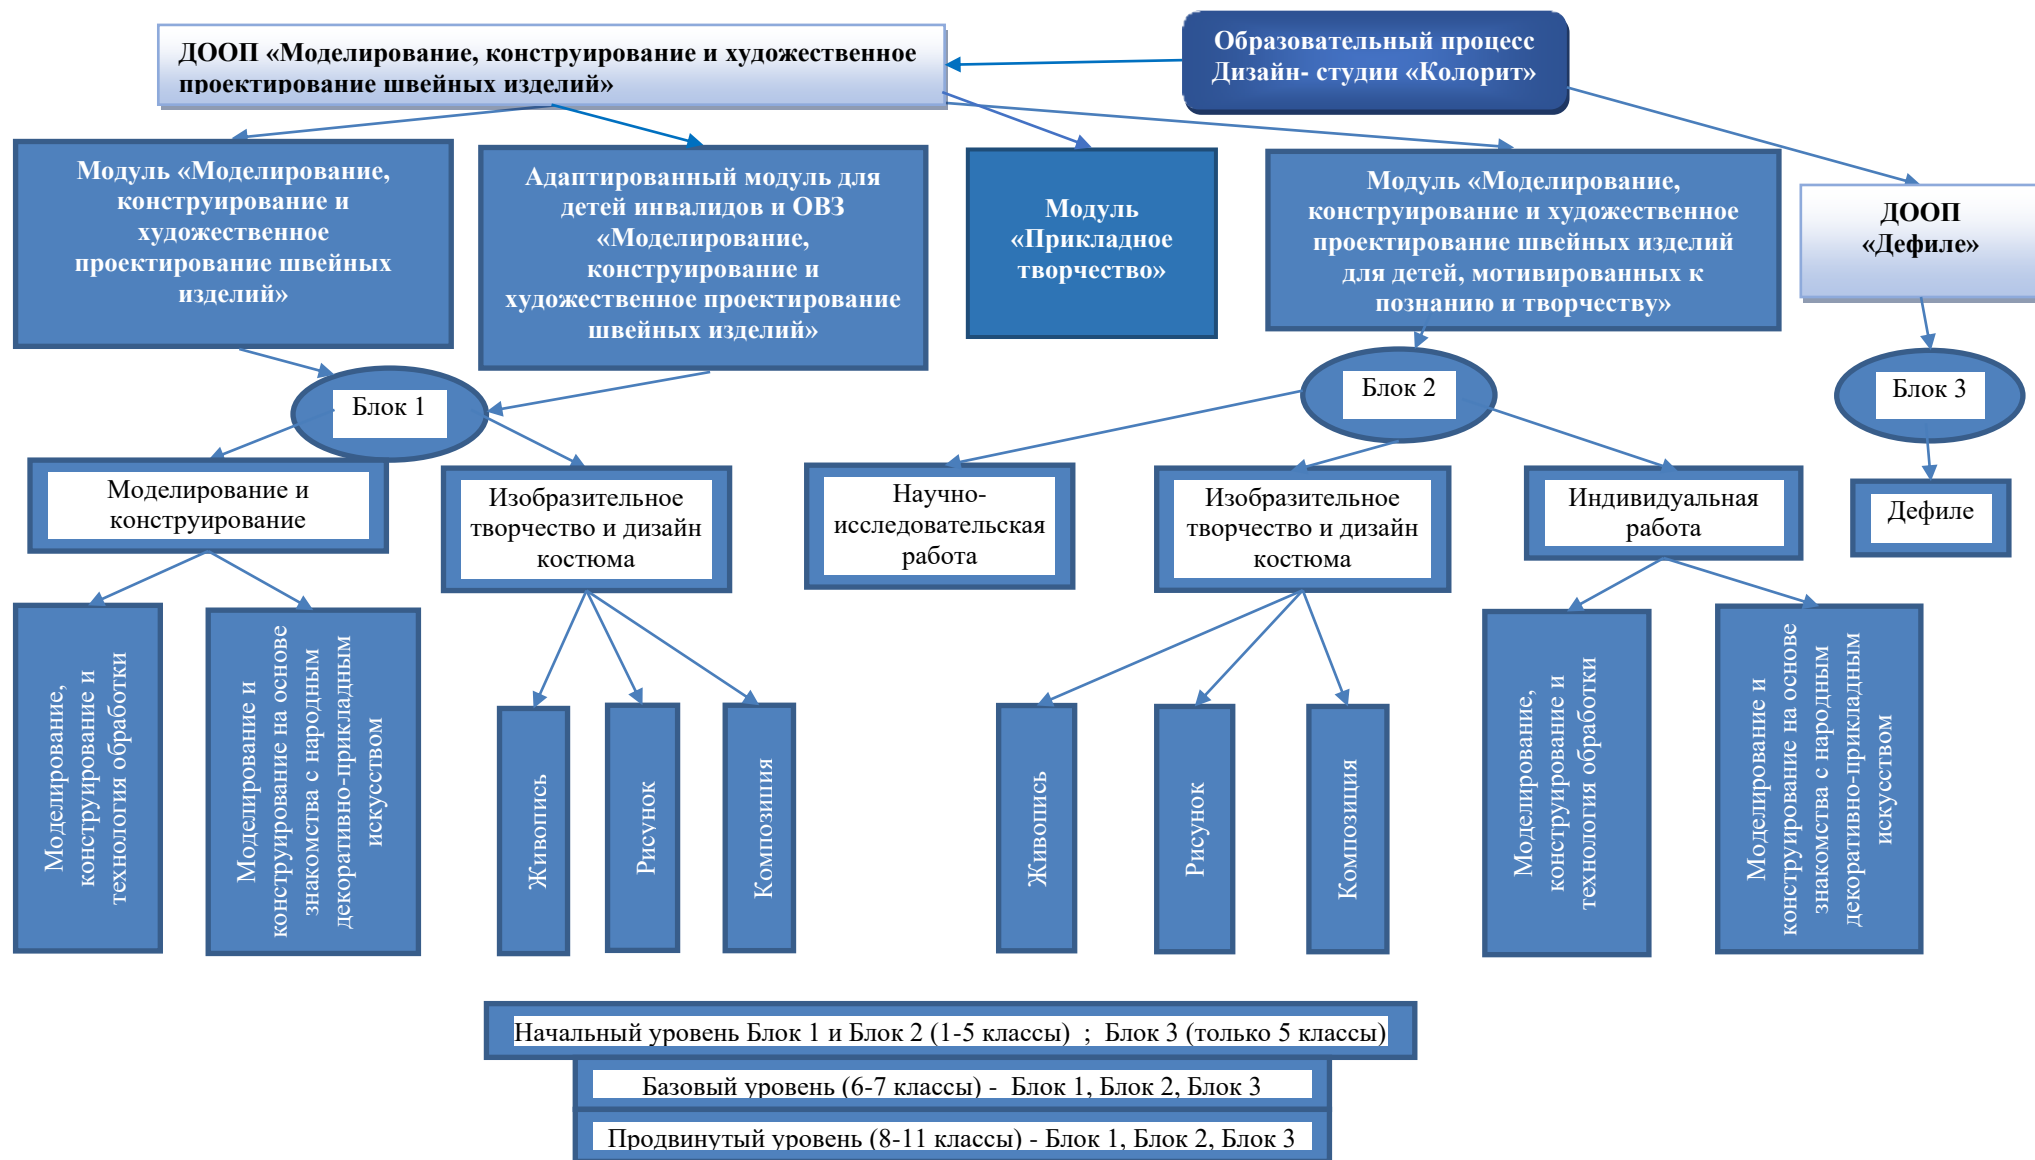 ДООП «Моделирование, конструирование и художественное
проектирование швейных изделий»
Образовательный процесс
Дизайн- студии «Колорит»
Модуль «Моделирование,
конструирование и
художественное
проектирование швейных
изделий»
Адаптированный модуль для
детей инвалидов и ОВЗ
«Моделирование,
конструирование и
художественное проектирование
швейных изделий»
Модуль
«Прикладное
творчество»
Модуль «Моделирование,
конструирование и художественное
проектирование швейных изделий
для детей, мотивированных к
познанию и творчеству»
ДООП
«Дефиле»
Блок 1
Блок 2
Блок 3
Моделирование и
конструирование
Изобразительное
творчество и дизайн
костюма
Научно-
исследовательская
работа
Изобразительное
творчество и дизайн
костюма
Индивидуальная
работа
Дефиле
Моделирование,
конструирование и
технология обработки
Моделирование и
конструирование на основе
знакомства с народным
декоративно-прикладным
искусством
Живопись
Рисунок
Композиция
Живопись
Рисунок
Композиция
Моделирование,
конструирование и
технология обработки
Моделирование и
конструирование на основе
знакомства с народным
декоративно-прикладным
искусством
Начальный уровень Блок 1 и Блок 2 (1-5 классы) ; Блок 3 (только 5 классы)
Базовый уровень (6-7 классы) - Блок 1, Блок 2, Блок 3
Продвинутый уровень (8-11 классы) - Блок 1, Блок 2, Блок 3